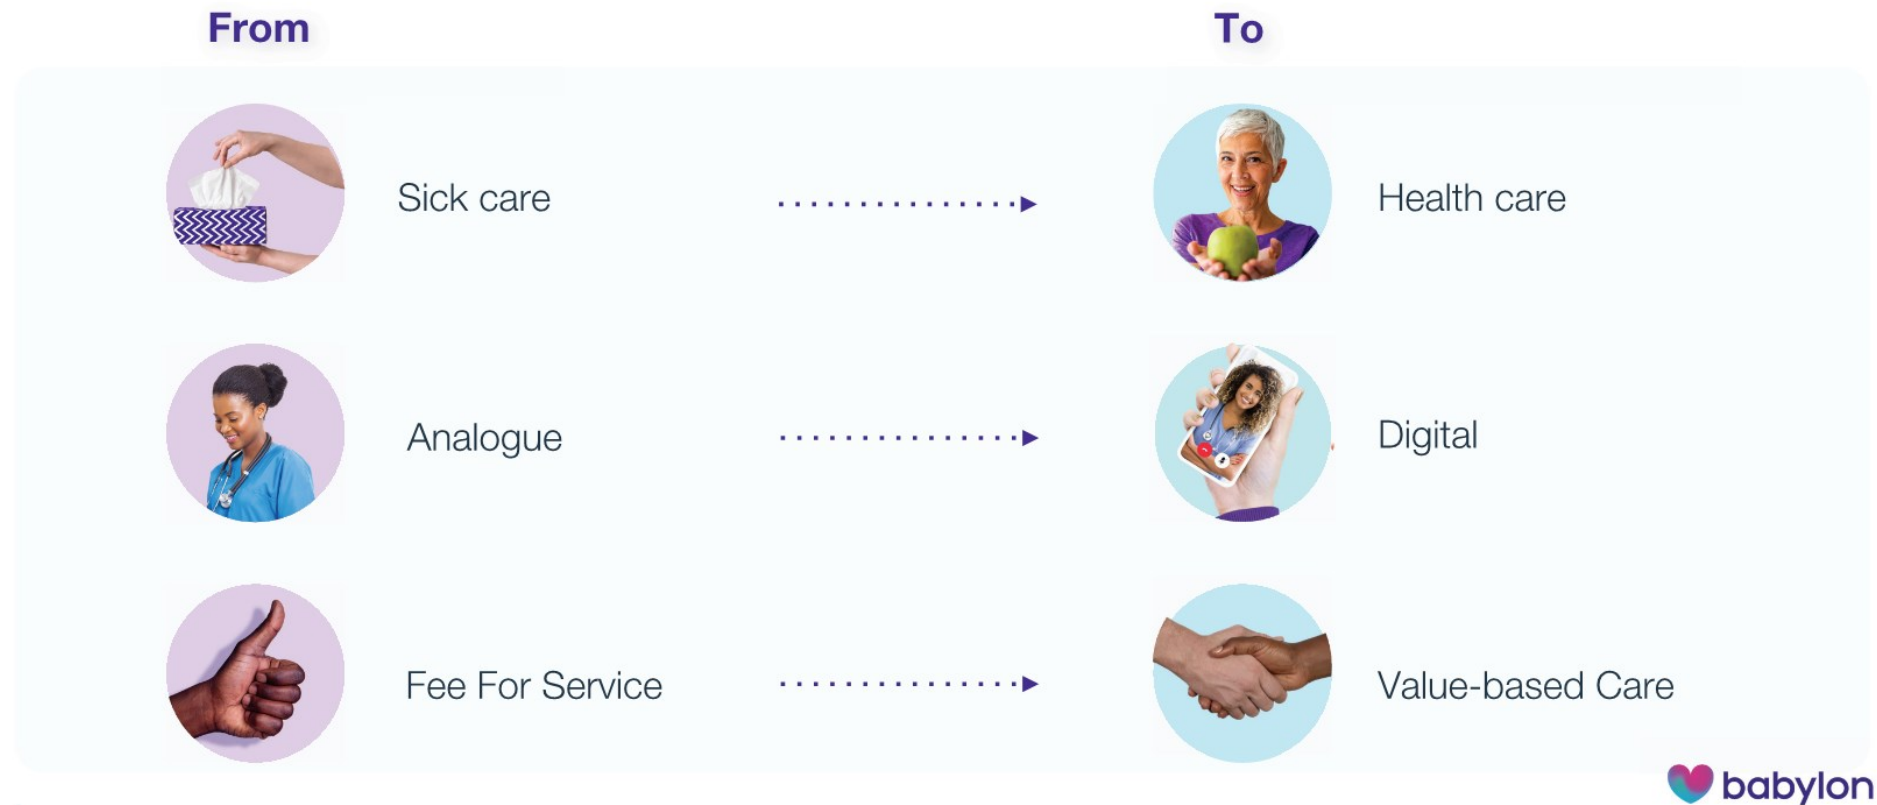 From
To
Sick care
Health care
Analogue
Digital
Fee For Service
Value-based Care
babylon